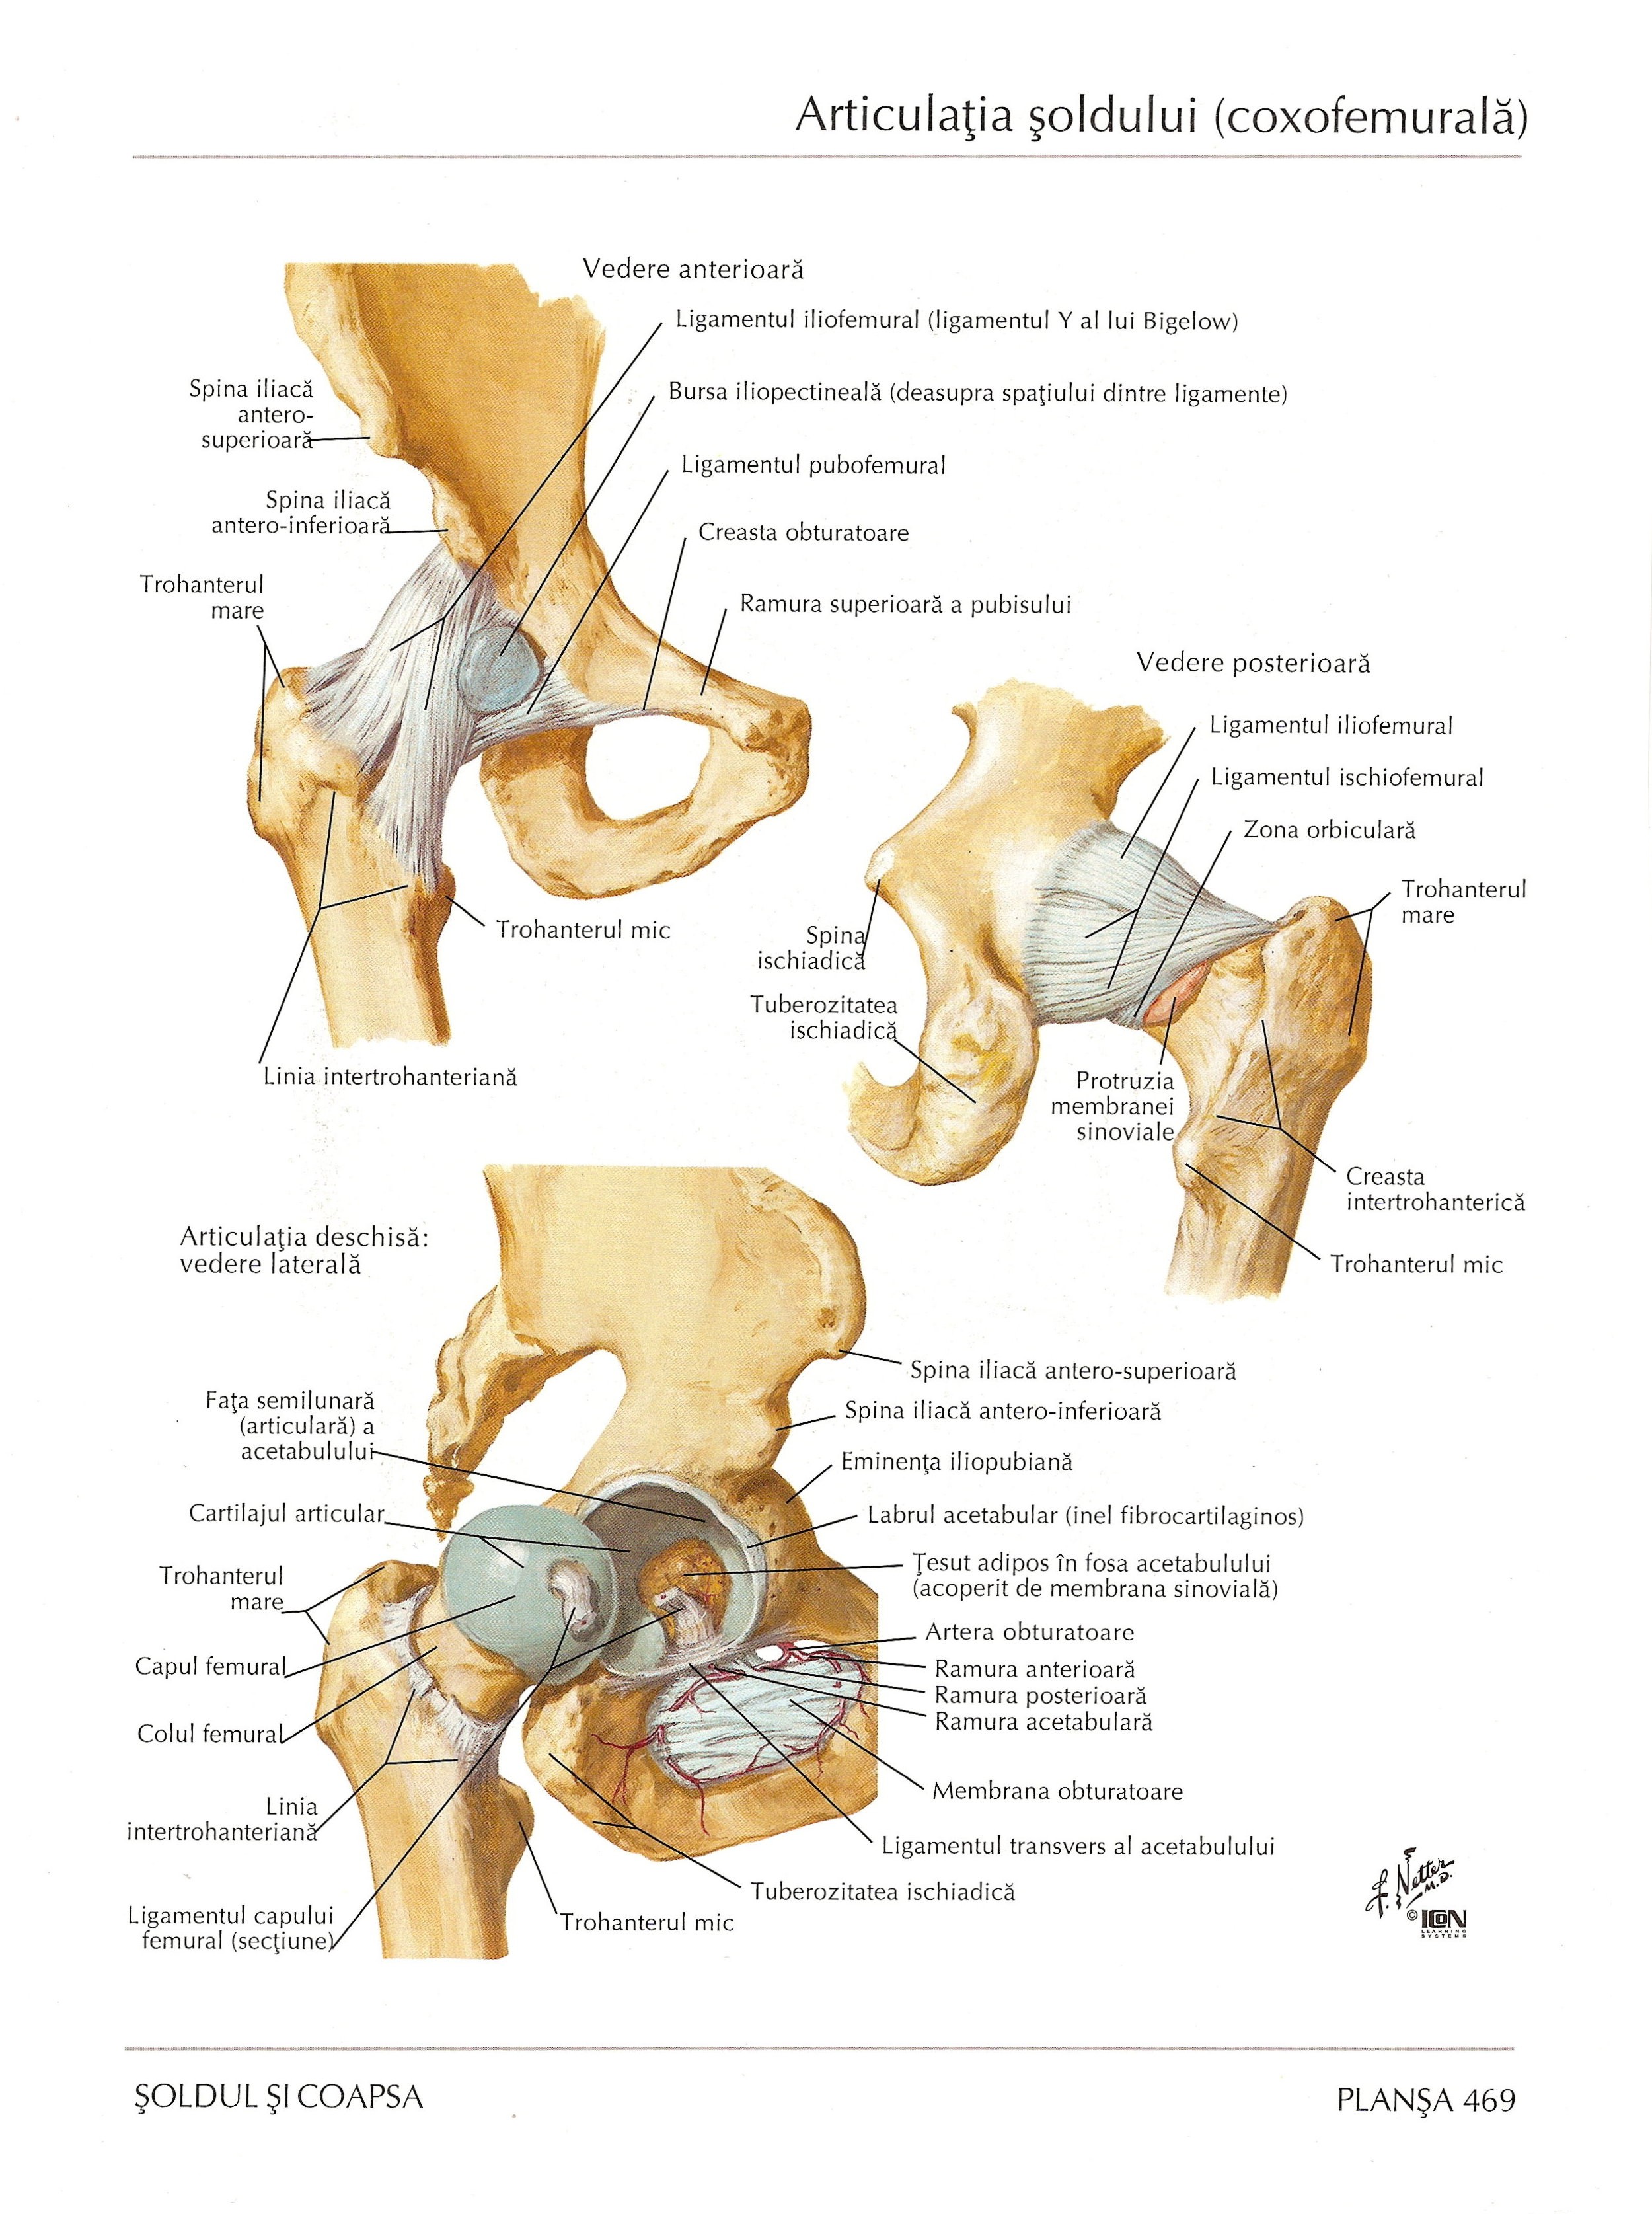 Articulaţia şoldului (coxofemurală)
Vedere anterioară
Ligamentul iliofemural (ligamentul Y al lui Bigelow)
Bursa iliopectineală (deasupra spaţiului dintre ligamente)
Ligamentul pubofemural
Creasta obturatoare
Ramura superioară a pubisului
Spina iliacă
antero-
superioară
Spina iliacă
antero-inferioară
Trohanterul
mare
Trohanterul mic
Linia intertrohanteriană
Vedere posterioară
Ligamentul iliofemural
Ligamentul ischiofemural
Zona orbiculară
Trohanterul
mare
Spina
ischiadică
Tuberozitatea
ischiadică
Protruzia
membranei
sinoviale
Creasta
intertrohanterică
Trohanterul mic
Articulaţia deschisă:
vedere laterală
Faţa semilunară
(articulară) a
acetabulului
Cartilajul articular
Trohanterul
mare
Capul femural
Colul femural
Linia
intertrohanteriană
Ligamentul capului
femural (secţiune)
Spina iliacă antero-superioară
Spina iliacă antero-inferioară
Eminenţa iliopubiană
Labrul acetabular (inel fibrocartilaginos)
Ţesut adipos în fosa acetabulului
(acoperit de membrana sinovială)
Artera obturatoare
Ramura anterioară
Ramura posterioară
Ramura acetabulară
Membrana obturatoare
Ligamentul transvers al acetabulului
Tuberozitatea ischiadică
Trohanterul mic
F. Netter
M.D.
© ICON
LEARNING
SYSTEMS
ŞOLDUL ŞI COAPSA
PLANŞA 469